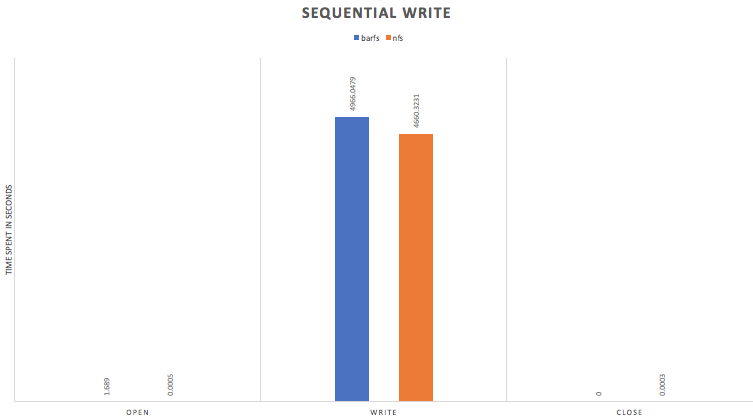 SEQUENTIAL WRITE
barfs nfs
TIME SPENT IN SECONDS
1.689
0.0005
4966.0479
4660.3231
0
0.0003
OPEN
WRITE
CLOSE